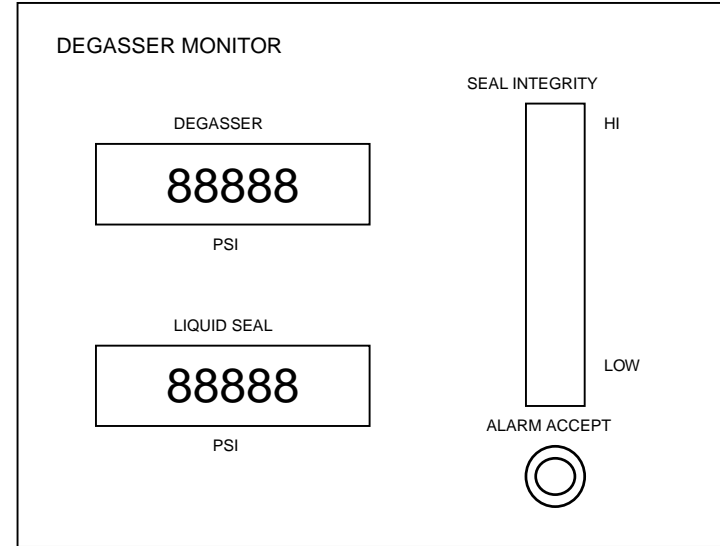 DEGASSER MONITOR
SEAL INTEGRITY
DEGASSER
HI
88888
PSI
LIQUID SEAL
88888
LOW
PSI
ALARM ACCEPT